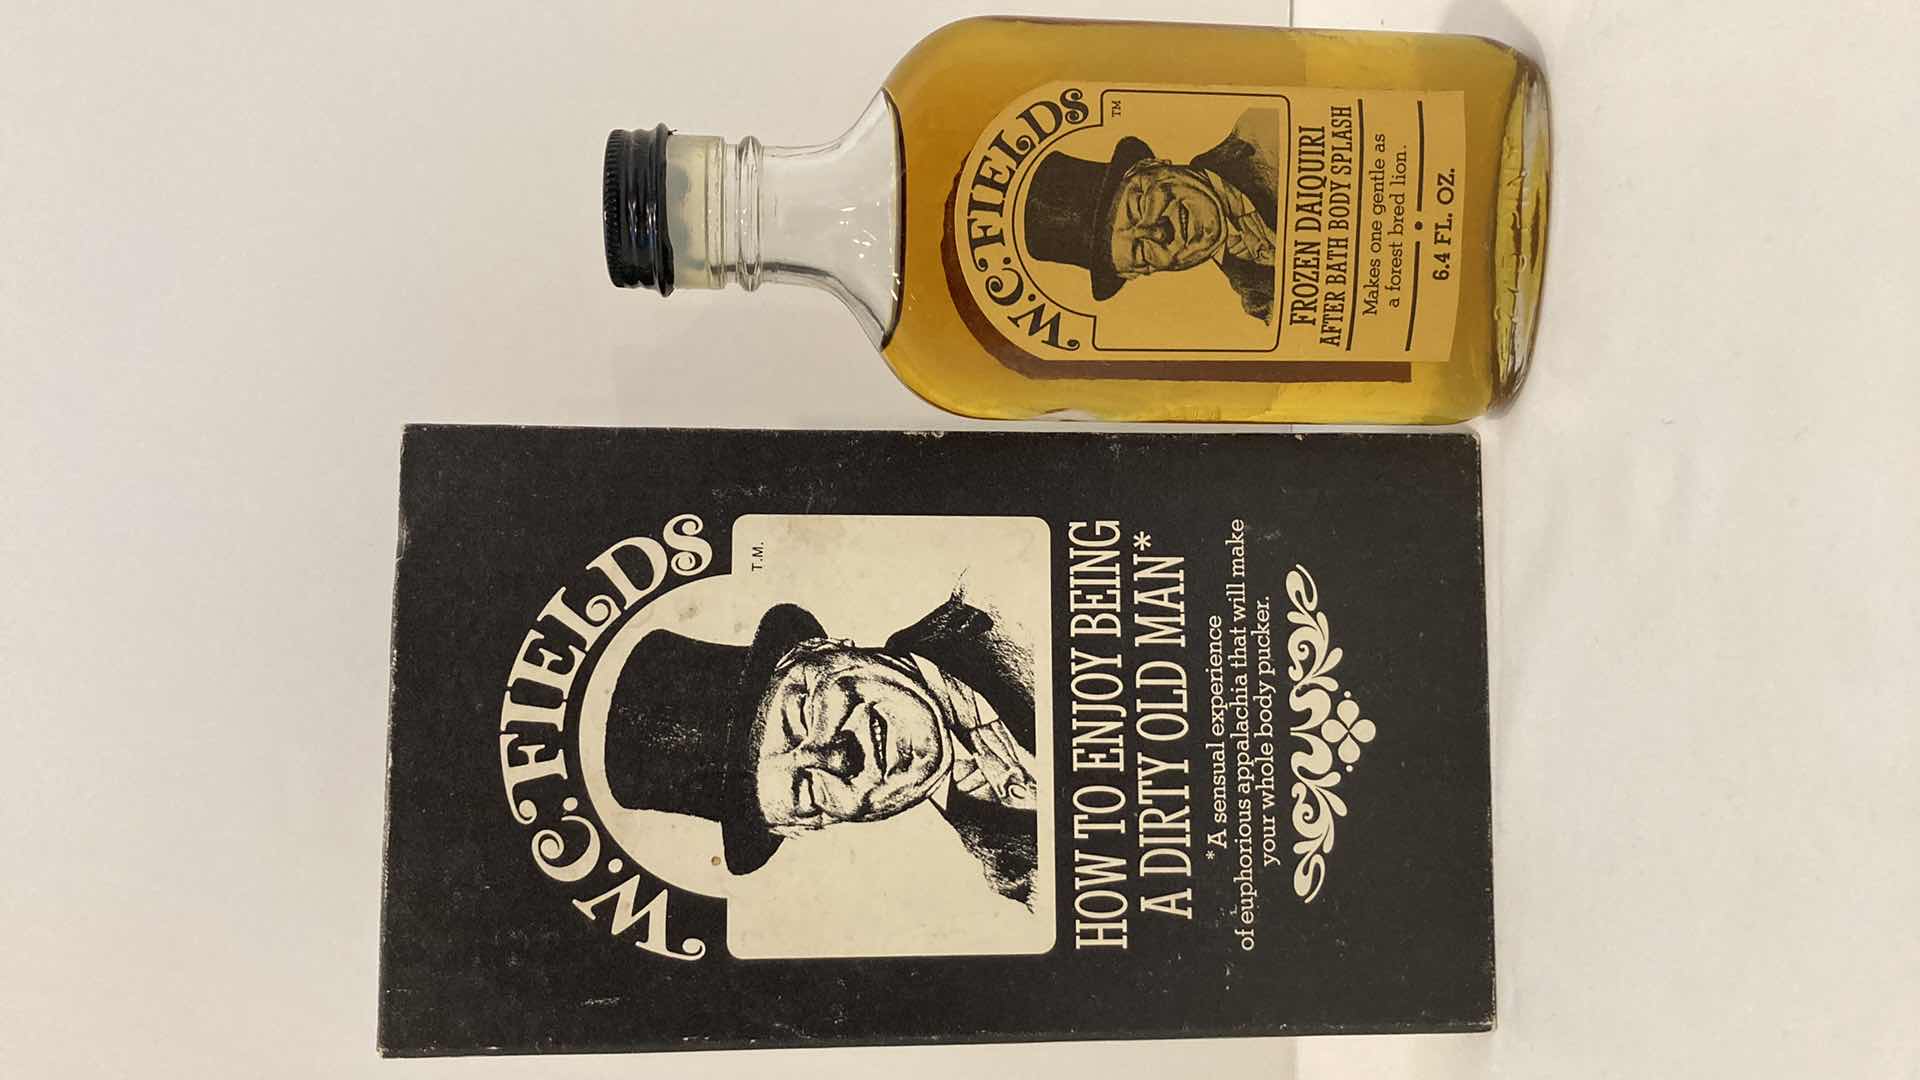 W.C. FIELDS
T.M.
HOW TO ENJOY BEING
A DIRTY OLD MAN*
* A sensual experience
of euphorious appalachia that will make
your whole body pucker.
W.C. FIELDS
TM
FROZEN DAIQUIRI
AFTER BATH BODY SPLASH
Makes one gentle as
a forest bred lion.
6.4 FL. OZ.